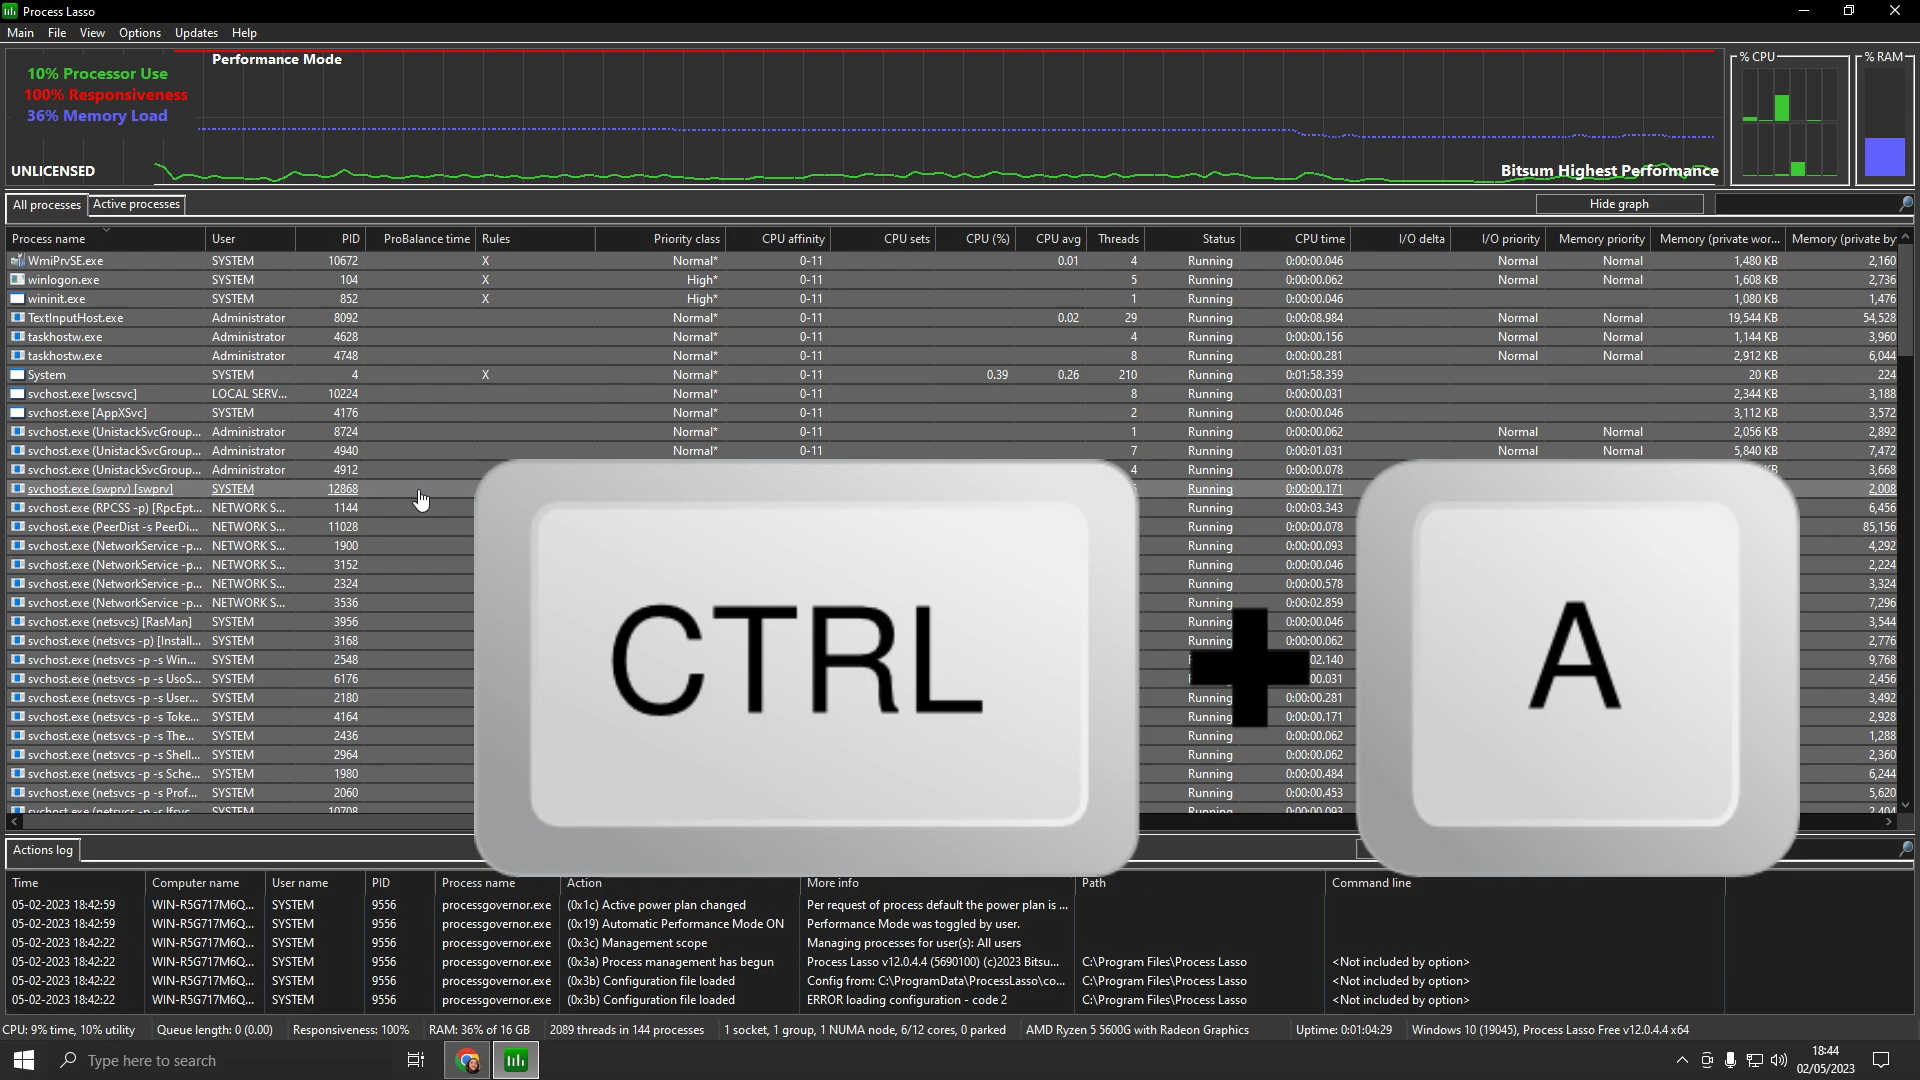 Process Lasso
Main File View Options Updates Help
Performance Mode
10% Processor Use
100% Responsiveness
36% Memory Load
UNLICENSED
Bitsum Highest Performance
% CPU
% RAM
All processes Active processes Hide graph
Process name User PID ProBalance time Rules Priority class CPU affinity CPU sets CPU (%) CPU avg Threads Status CPU time I/O delta I/O priority Memory priority Memory (private wor... Memory (private by
WmiPrvSE.exe SYSTEM 10672 X Normal* 0-11 0.01 4 Running 0:00:00.046 Normal Normal 1,480 KB 2,160
winlogon.exe SYSTEM 104 X High* 0-11 5 Running 0:00:00.062 Normal Normal 1,608 KB 2,736
wininit.exe SYSTEM 852 X High* 0-11 1 Running 0:00:00.046 1,080 KB 1,476
TextInputHost.exe Administrator 8092 Normal* 0-11 0.02 29 Running 0:00:08.984 Normal Normal 19,544 KB 54,528
taskhostw.exe Administrator 4628 Normal* 0-11 4 Running 0:00:00.156 Normal Normal 1,144 KB 3,960
taskhostw.exe Administrator 4748 Normal* 0-11 8 Running 0:00:00.281 Normal Normal 2,912 KB 6,044
System SYSTEM 4 X Normal* 0-11 0.39 0.26 210 Running 0:01:58.359 20 KB 224
svchost.exe [wscsvc] LOCAL SERV... 10224 Normal* 0-11 8 Running 0:00:00.031 2,344 KB 3,188
svchost.exe [AppXSvc] SYSTEM 4176 Normal* 0-11 2 Running 0:00:00.046 3,112 KB 3,572
svchost.exe (UnistackSvcGroup... Administrator 8724 Normal* 0-11 1 Running 0:00:00.062 Normal Normal 2,056 KB 2,892
svchost.exe (UnistackSvcGroup... Administrator 4940 Normal* 0-11 7 Running 0:00:01.031 Normal Normal 5,840 KB 7,472
svchost.exe (UnistackSvcGroup... Administrator 4912 4 Running 0:00:00.078 KB 3,668
svchost.exe (swprv) [swprv] SYSTEM 12868 Running 0:00:00.171 2,008
svchost.exe (RPCSS -p) [RpcEpt... NETWORK S... 1144 Running 0:00:03.343 6,456
svchost.exe (PeerDist -s PeerDi... NETWORK S... 11028 Running 0:00:00.078 85,156
svchost.exe (NetworkService -p... NETWORK S... 1900 Running 0:00:00.093 4,292
svchost.exe (NetworkService -p... NETWORK S... 3152 Running 0:00:00.046 2,224
svchost.exe (NetworkService -p... NETWORK S... 2324 Running 0:00:00.578 3,324
svchost.exe (NetworkService -p... NETWORK S... 3536 Running 0:00:02.859 7,296
svchost.exe (netsvcs) [RasMan] SYSTEM 3956 Running 0:00:00.046 3,544
svchost.exe (netsvcs -p) [Install... SYSTEM 3168 Running 0:00:00.062 2,776
svchost.exe (netsvcs -p -s Win... SYSTEM 2548 02.140 9,768
svchost.exe (netsvcs -p -s UsoS... SYSTEM 6176 00.031 2,456
svchost.exe (netsvcs -p -s User... SYSTEM 2180 Running 00.281 3,492
svchost.exe (netsvcs -p -s Toke... SYSTEM 4164 Running 00.171 2,928
svchost.exe (netsvcs -p -s The... SYSTEM 2436 Running 0:00:00.062 1,288
svchost.exe (netsvcs -p -s Shell... SYSTEM 2964 Running 0:00:00.062 2,360
svchost.exe (netsvcs -p -s Sche... SYSTEM 1980 Running 0:00:00.484 6,244
svchost.exe (netsvcs -p -s Prof... SYSTEM 2060 Running 0:00:00.453 5,620
svchost.exe (netsvcs -p -s Ifsvc SYSTEM 10708 Running 0:00:00.093 2,404
CTRL + A
Actions log
Time Computer name User name PID Process name Action More info Path Command line
05-02-2023 18:42:59 WIN-R5G717M6Q... SYSTEM 9556 processgovernor.exe (0x1c) Active power plan changed Per request of process default the power plan is ...
05-02-2023 18:42:59 WIN-R5G717M6Q... SYSTEM 9556 processgovernor.exe (0x19) Automatic Performance Mode ON Performance Mode was toggled by user.
05-02-2023 18:42:22 WIN-R5G717M6Q... SYSTEM 9556 processgovernor.exe (0x3c) Management scope Managing processes for user(s): All users
05-02-2023 18:42:22 WIN-R5G717M6Q... SYSTEM 9556 processgovernor.exe (0x3a) Process management has begun Process Lasso v12.0.4.4 (5690100) (c)2023 Bitsu... C:\Program Files\Process Lasso <Not included by option>
05-02-2023 18:42:22 WIN-R5G717M6Q... SYSTEM 9556 processgovernor.exe (0x3b) Configuration file loaded Config from: C:\ProgramData\ProcessLasso\co... C:\Program Files\Process Lasso <Not included by option>
05-02-2023 18:42:22 WIN-R5G717M6Q... SYSTEM 9556 processgovernor.exe (0x3b) Configuration file loaded ERROR loading configuration - code 2 C:\Program Files\Process Lasso <Not included by option>
CPU: 9% time, 10% utility Queue length: 0 (0.00) Responsiveness: 100% RAM: 36% of 16 GB 2089 threads in 144 processes 1 socket, 1 group, 1 NUMA node, 6/12 cores, 0 parked AMD Ryzen 5 5600G with Radeon Graphics Uptime: 0:01:04:29 Windows 10 (19045), Process Lasso Free v12.0.4.4 x64
Type here to search
18:44
02/05/2023